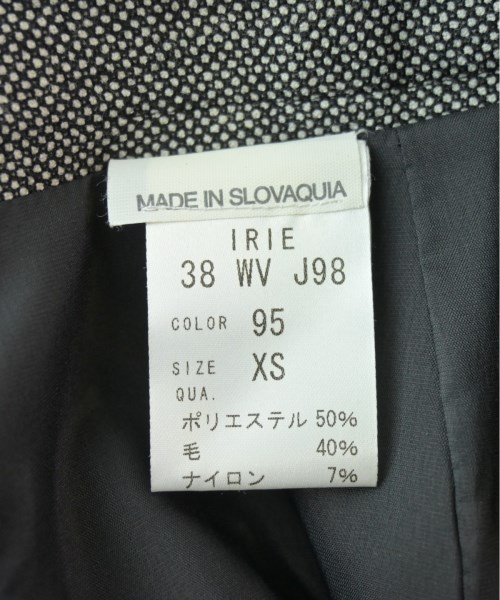 MADE IN SLOVAQUIA
IRIE
38 WV J98
COLOR 95
SIZE XS
QUA.
ポリエステル 50%
毛 40%
ナイロン 7%